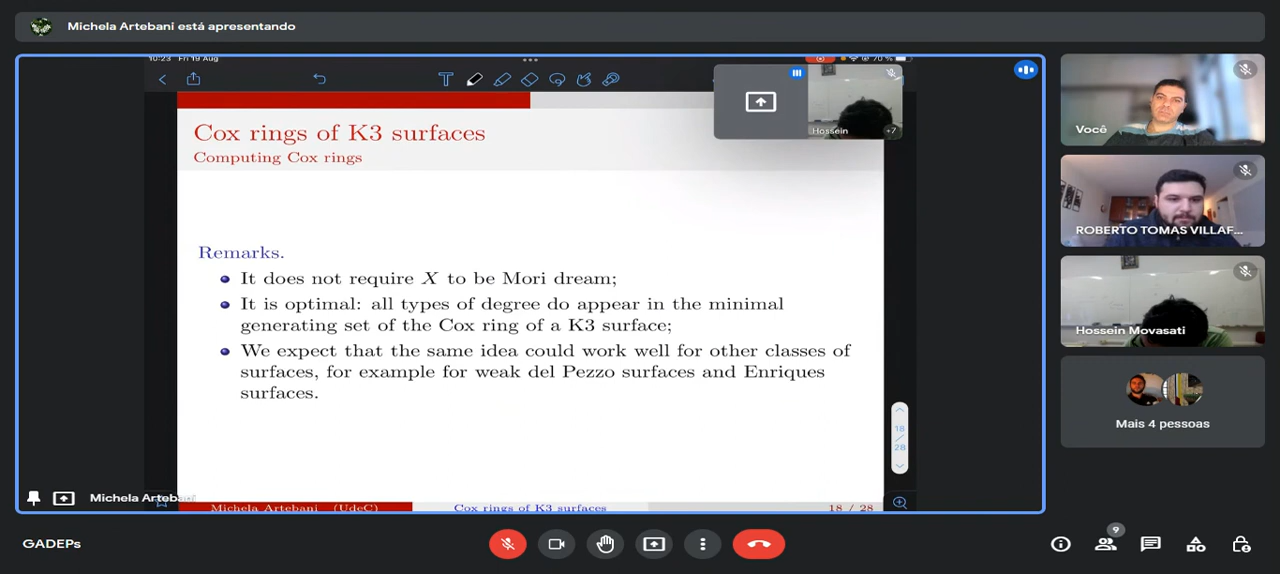 Michela Artebani está apresentando
10:23 Fri 19 Aug
70 %
T
Hossein
+7
Cox rings of K3 surfaces
Computing Cox rings
Remarks.
It does not require X to be Mori dream;
It is optimal: all types of degree do appear in the minimal
generating set of the Cox ring of a K3 surface;
We expect that the same idea could work well for other classes of
surfaces, for example for weak del Pezzo surfaces and Enriques
surfaces.
18
/
28
Michela Artebani
Michela Artebani (UdeC)
Cox rings of K3 surfaces
18 / 28
Você
ROBERTO TOMAS VILLAF...
Hossein Movasati
Mais 4 pessoas
GADEPs
9